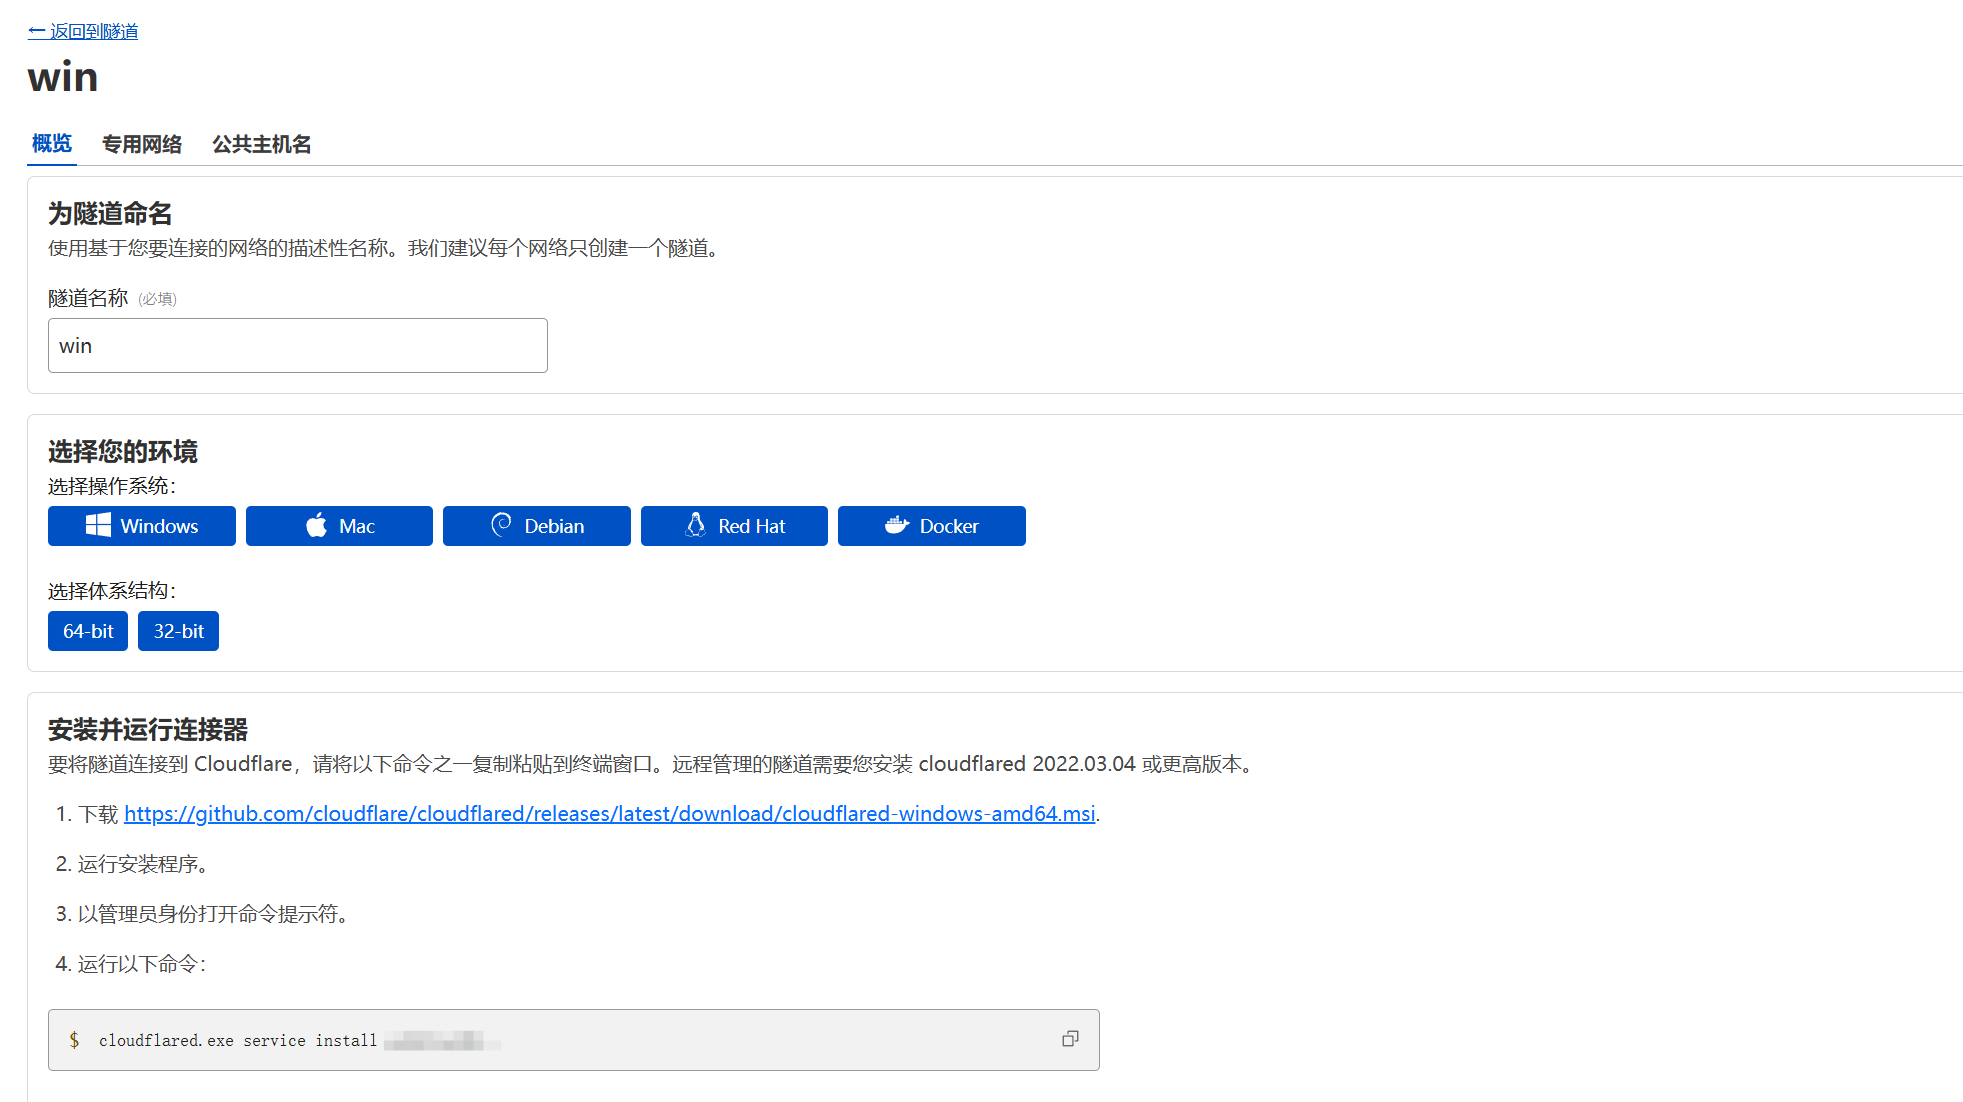 ← 返回到隧道
win
概览 专用网络 公共主机名
为隧道命名
使用基于您要连接的网络的描述性名称。我们建议每个网络只创建一个隧道。
隧道名称 (必填)
win
选择您的环境
选择操作系统：
Windows Mac Debian Red Hat Docker
选择体系结构：
64-bit 32-bit
安装并运行连接器
要将隧道连接到 Cloudflare，请将以下命令之一复制粘贴到终端窗口。远程管理的隧道需要您安装 cloudflared 2022.03.04 或更高版本。
1. 下载 https://github.com/cloudflare/cloudflared/releases/latest/download/cloudflared-windows-amd64.msi.
2. 运行安装程序。
3. 以管理员身份打开命令提示符。
4. 运行以下命令：
$ cloudflared.exe service install